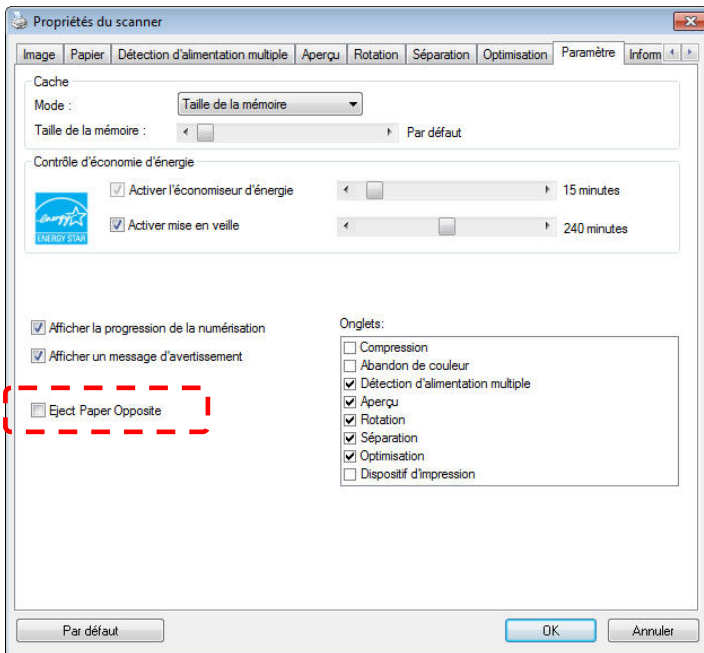 Propriétés du scanner
Image Papier Détection d'alimentation multiple Aperçu Rotation Séparation Optimisation Paramètre Inform
Cache
Mode : Taille de la mémoire
Taille de la mémoire : Par défaut
Contrôle d'économie d'énergie
Activer l'économiseur d'énergie 15 minutes
Activer mise en veille 240 minutes
energy
ENERGY STAR
Afficher la progression de la numérisation
Afficher un message d'avertissement
Eject Paper Opposite
Onglets:
Compression
Abandon de couleur
Détection d'alimentation multiple
Aperçu
Rotation
Séparation
Optimisation
Dispositif d'impression
Par défaut OK Annuler